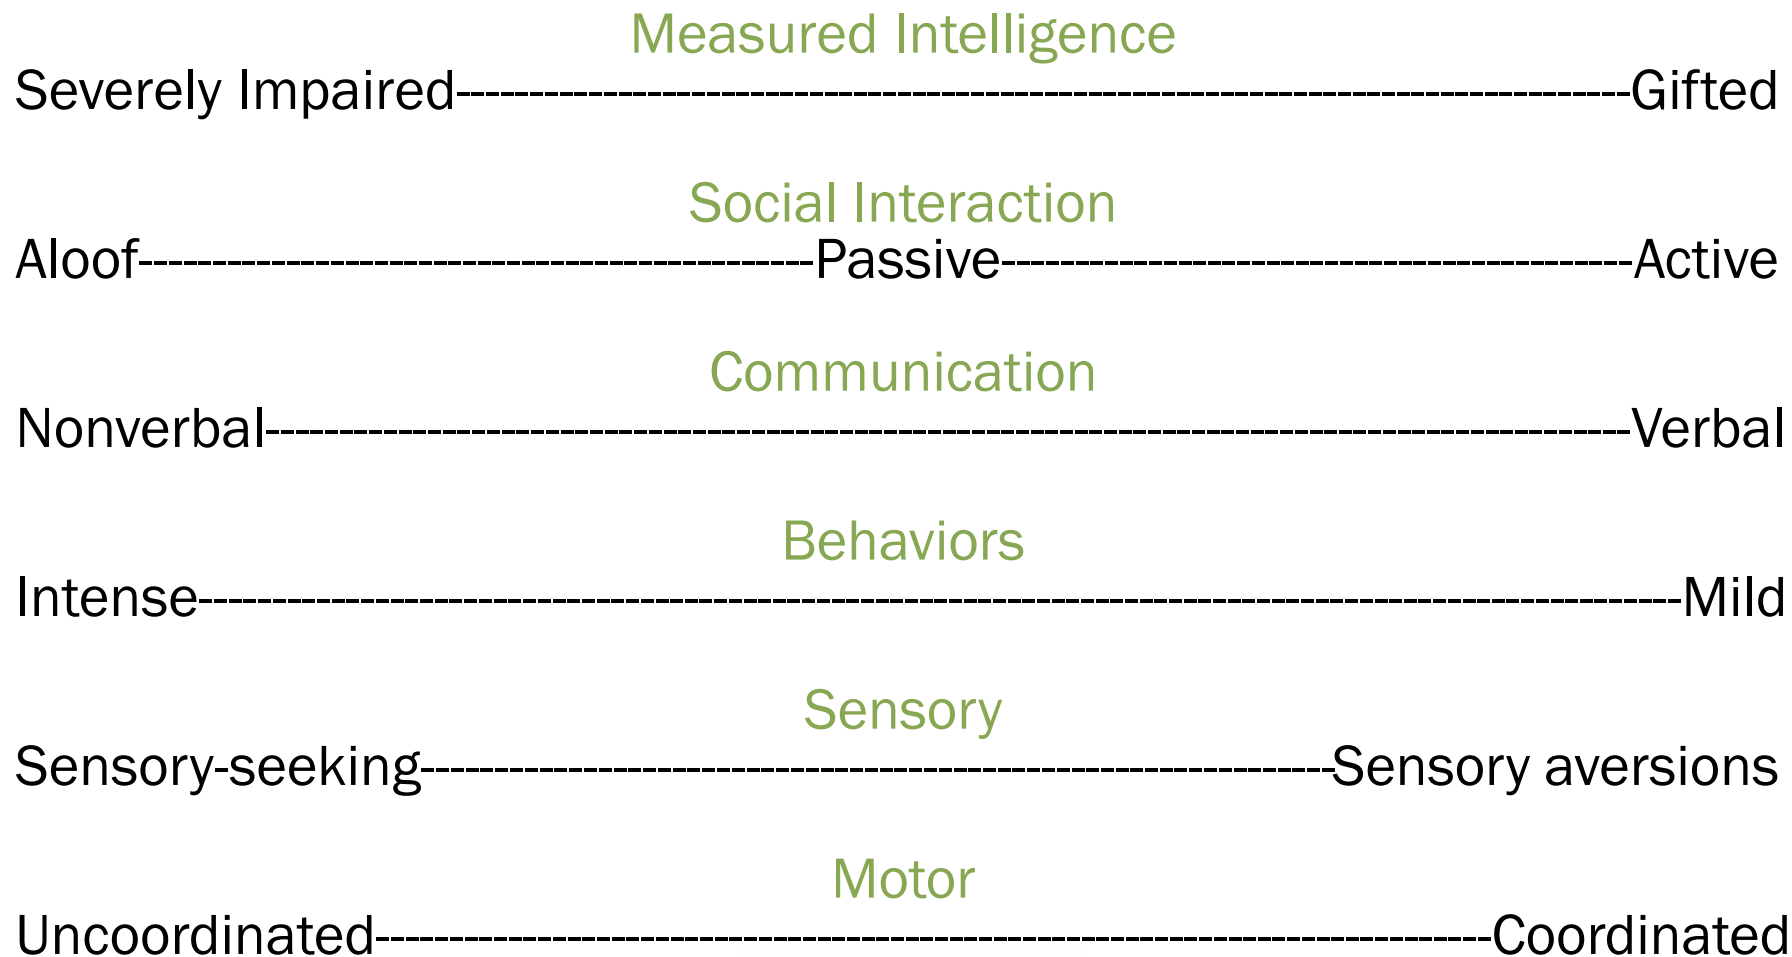 Measured Intelligence
Severely Impaired--------------------------------------------------------------------------------Gifted
Social Interaction
Aloof----------------------------------------------Passive-------------------------------------------Active
Communication
Nonverbal---------------------------------------------------------------------------------------------Verbal
Behaviors
Intense-----------------------------------------------------------------------------------------------------Mild
Sensory
Sensory-seeking--------------------------------------------------------------Sensory aversions
Motor
Uncoordinated----------------------------------------------------------------------------Coordinated